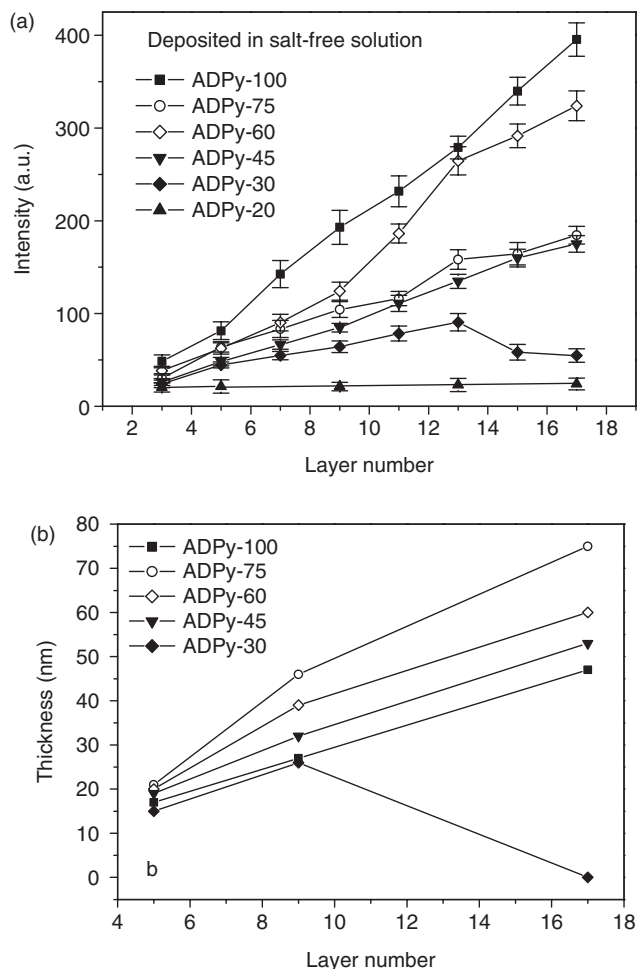 (a)
400
300
200
100
0
Intensity (a.u.)
Deposited in salt-free solution
ADPy-100
ADPy-75
ADPy-60
ADPy-45
ADPy-30
ADPy-20
2 4 6 8 10 12 14 16 18
Layer number
(b)
80
70
60
50
40
30
20
10
0
Thickness (nm)
ADPy-100
ADPy-75
ADPy-60
ADPy-45
ADPy-30
b
4 6 8 10 12 14 16 18
Layer number